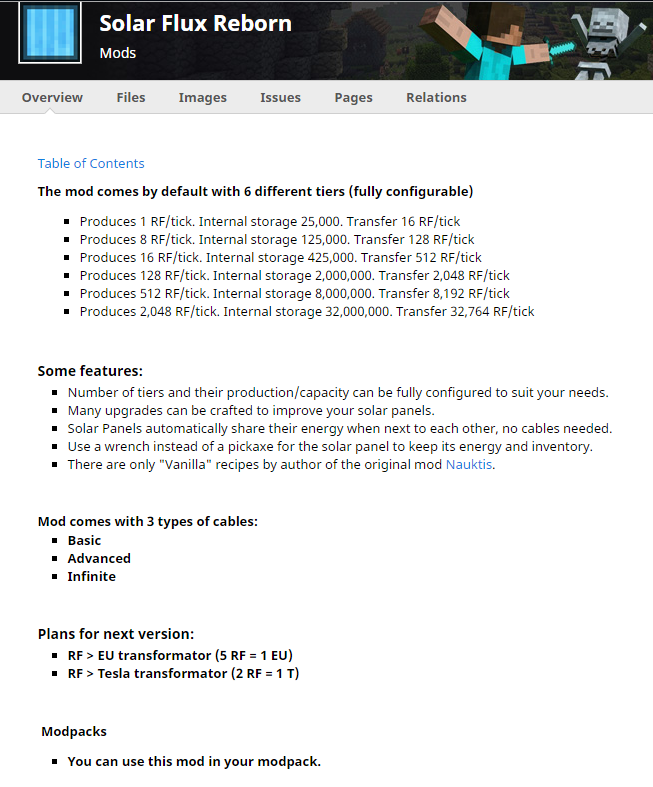 Solar Flux Reborn
Mods
Overview Files Images Issues Pages Relations
Table of Contents
The mod comes by default with 6 different tiers (fully configurable)
Produces 1 RF/tick. Internal storage 25,000. Transfer 16 RF/tick
Produces 8 RF/tick. Internal storage 125,000. Transfer 128 RF/tick
Produces 16 RF/tick. Internal storage 425,000. Transfer 512 RF/tick
Produces 128 RF/tick. Internal storage 2,000,000. Transfer 2,048 RF/tick
Produces 512 RF/tick. Internal storage 8,000,000. Transfer 8,192 RF/tick
Produces 2,048 RF/tick. Internal storage 32,000,000. Transfer 32,764 RF/tick
Some features:
Number of tiers and their production/capacity can be fully configured to suit your needs.
Many upgrades can be crafted to improve your solar panels.
Solar Panels automatically share their energy when next to each other, no cables needed.
Use a wrench instead of a pickaxe for the solar panel to keep its energy and inventory.
There are only "Vanilla" recipes by author of the original mod Nauktis.
Mod comes with 3 types of cables:
Basic
Advanced
Infinite
Plans for next version:
RF > EU transformator (5 RF = 1 EU)
RF > Tesla transformator (2 RF = 1 T)
Modpacks
You can use this mod in your modpack.